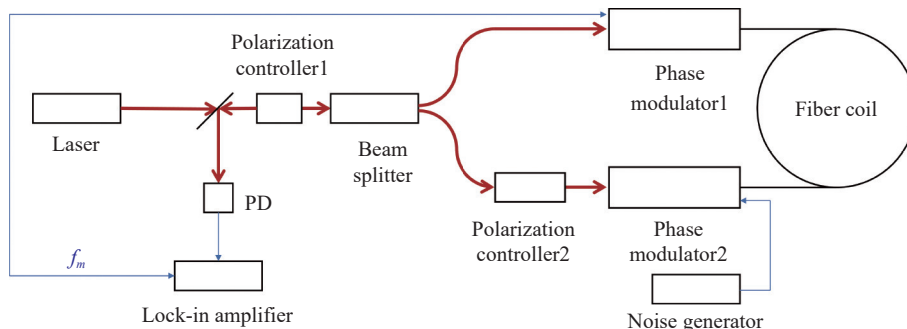 Polarization
controller1
Phase
modulator1
Fiber coil
Laser
Beam
splitter
PD
Polarization
controller2
Phase
modulator2
fm
Lock-in amplifier
Noise generator